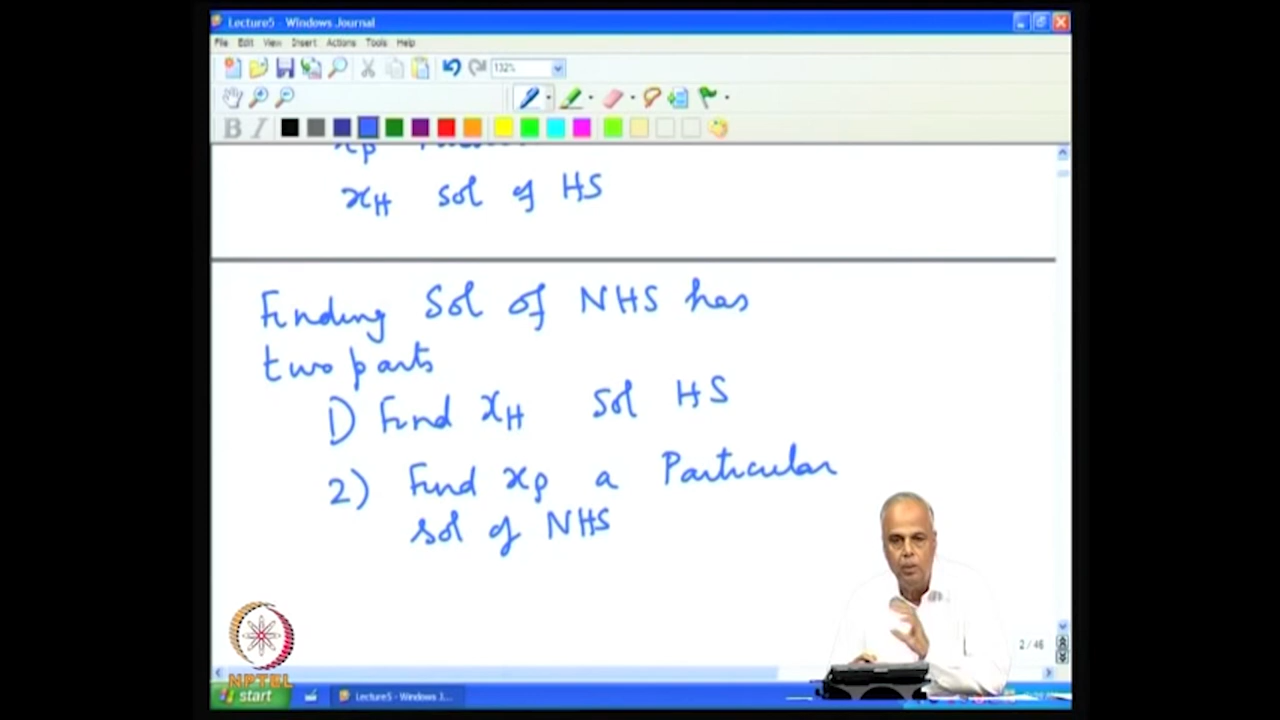 Lecture5 - Windows Journal
File Edit View Insert Actions Tools Help
132%
B I
xp
xH sol of HS
Finding Sol of NHS has
two parts
1) Find xH sol HS
2) Find xp a Particular
sol of NHS
2 / 46
NPTEL
start Lecture5 - Windows J...